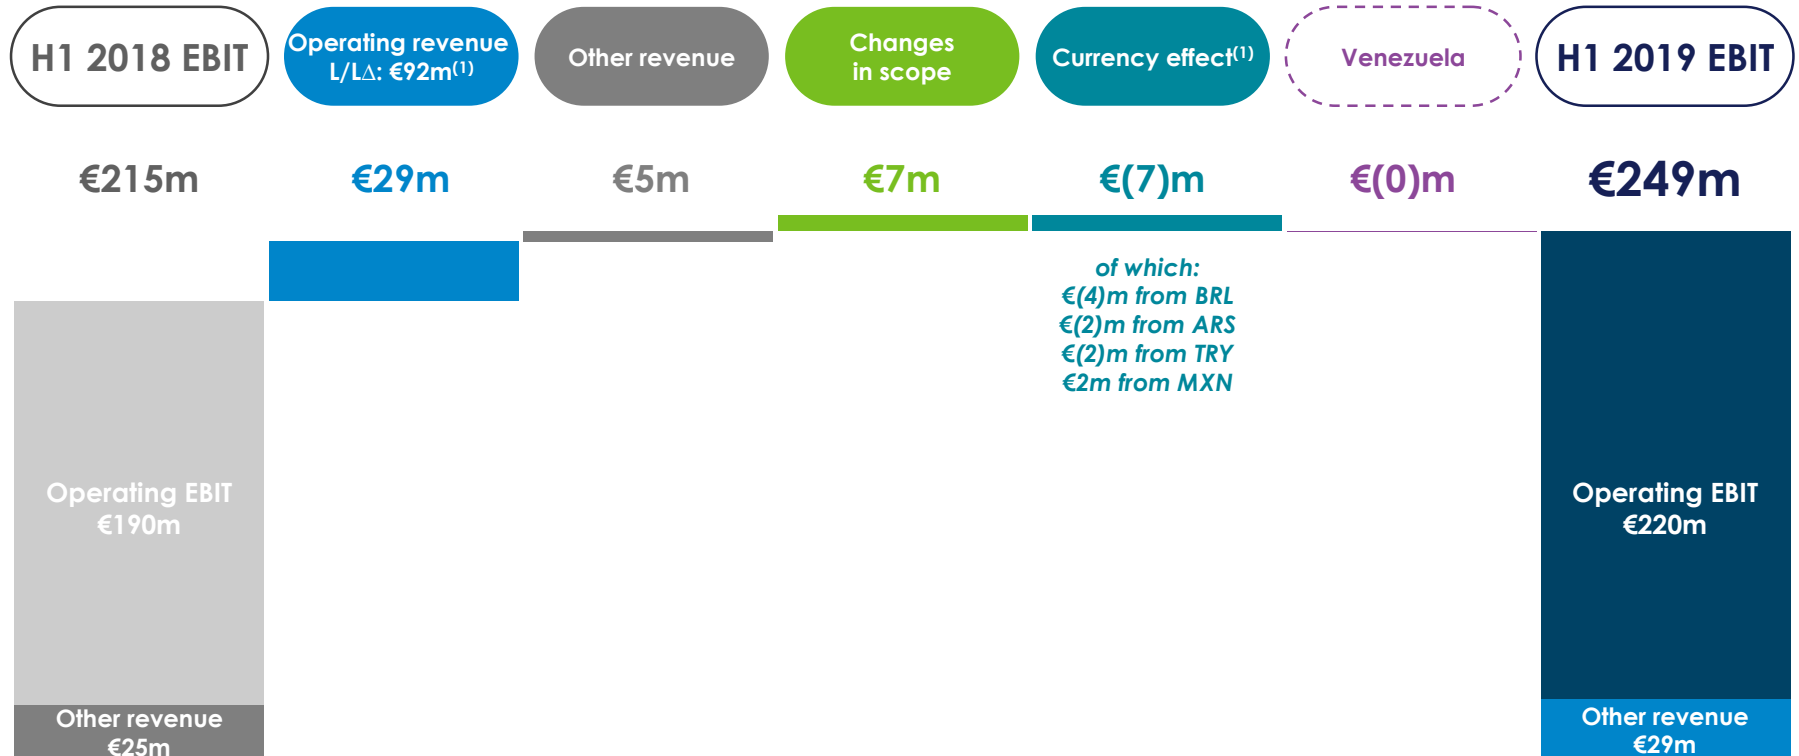 H1 2018 EBIT
Operating revenue
L/L∆: €92m(1)
Other revenue
Changes
in scope
Currency effect(1)
Venezuela
H1 2019 EBIT
€215m
€29m
€5m
€7m
€(7)m
€(0)m
€249m
of which:
€(4)m from BRL
€(2)m from ARS
€(2)m from TRY
€2m from MXN
Operating EBIT
€190m
Operating EBIT
€220m
Other revenue
€25m
Other revenue
€29m